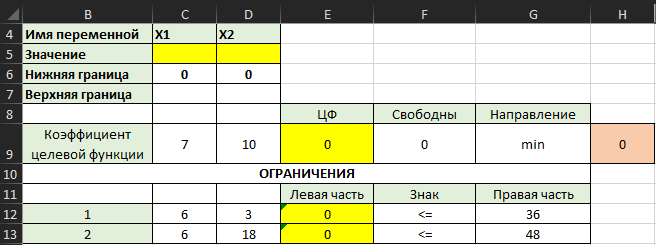 B C D E F G H
4 Имя переменной X1 X2
5 Значение
6 Нижняя граница 0 0
7 Верхняя граница
8 ЦФ Свободны Направление
9 Коэффициент целевой функции 7 10 0 0 min 0
10 ОГРАНИЧЕНИЯ
11 Левая часть Знак Правая часть
12 1 6 3 0 <= 36
13 2 6 18 0 <= 48